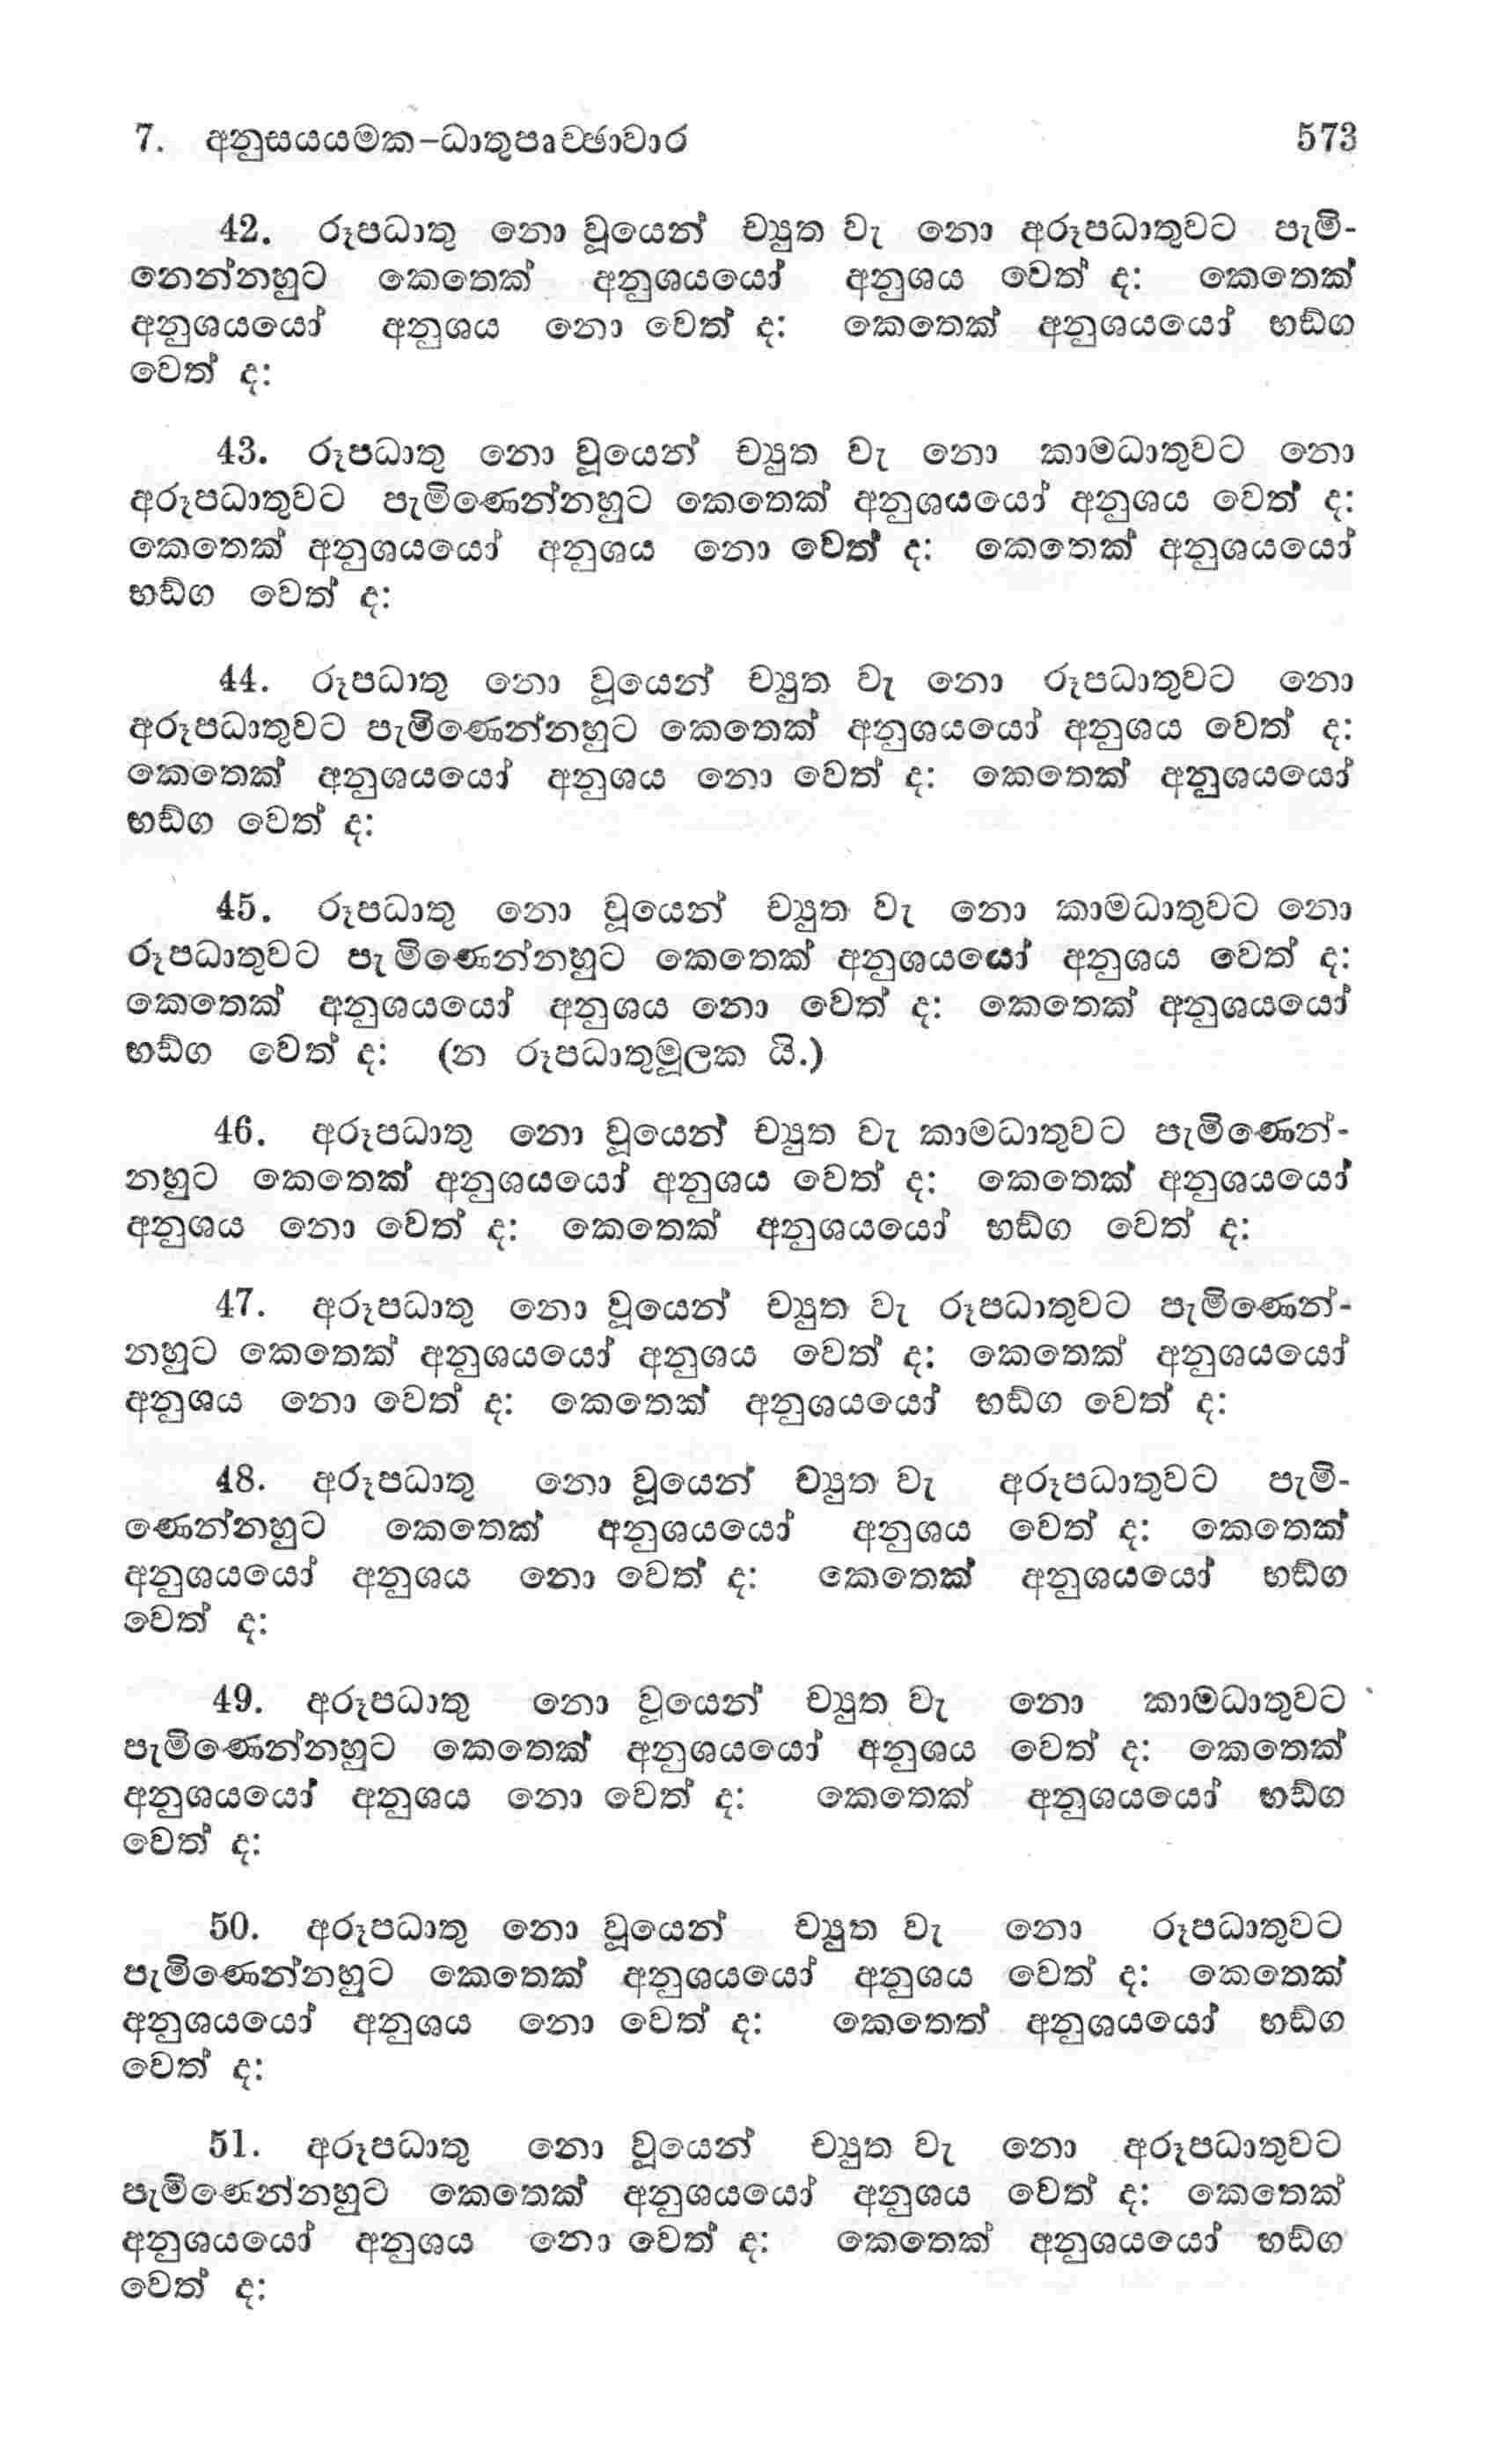 7. අනුසයයමක–ධාතුපෘච්ඡාවාර 573
42. රූපධාතු නො වූයෙන් ච්‍යුත වැ නො අරූපධාතුවට පැමි-
නෙන්නහුට කෙතෙක් අනුශයයෝ අනුශය වෙත් ද: කෙතෙක්
අනුශයයෝ අනුශය නො වෙත් ද: කෙතෙක් අනුශයයෝ භඞ්ග
වෙත් ද:
43. රූපධාතු නො වූයෙන් ච්‍යුත වැ නො කාමධාතුවට නො
අරූපධාතුවට පැමිණෙන්නහුට කෙතෙක් අනුශයයෝ අනුශය වෙත් ද:
කෙතෙක් අනුශයයෝ අනුශය නො වෙත් ද: කෙතෙක් අනුශයයෝ
භඞ්ග වෙත් ද:
44. රූපධාතු නො වූයෙන් ච්‍යුත වැ නො රූපධාතුවට නො
අරූපධාතුවට පැමිණෙන්නහුට කෙතෙක් අනුශයයෝ අනුශය වෙත් ද:
කෙතෙක් අනුශයයෝ අනුශය නො වෙත් ද: කෙතෙක් අනුශයයෝ
භඞ්ග වෙත් ද:
45. රූපධාතු නො වූයෙන් ච්‍යුත වැ නො කාමධාතුවට නො
රූපධාතුවට පැමිණෙන්නහුට කෙතෙක් අනුශයයෝ අනුශය වෙත් ද:
කෙතෙක් අනුශයයෝ අනුශය නො වෙත් ද: කෙතෙක් අනුශයයෝ
භඞ්ග වෙත් ද: (න රූපධාතුමූලක යි.)
46. අරූපධාතු නො වූයෙන් ච්‍යුත වැ කාමධාතුවට පැමිණෙන්-
නහුට කෙතෙක් අනුශයයෝ අනුශය වෙත් ද: කෙතෙක් අනුශයයෝ
අනුශය නො වෙත් ද: කෙතෙක් අනුශයයෝ භඞ්ග වෙත් ද:
47. අරූපධාතු නො වූයෙන් ච්‍යුත වැ රූපධාතුවට පැමිණෙන්-
නහුට කෙතෙක් අනුශයයෝ අනුශය වෙත් ද: කෙතෙක් අනුශයයෝ
අනුශය නො වෙත් ද: කෙතෙක් අනුශයයෝ භඞ්ග වෙත් ද:
48. අරූපධාතු නො වූයෙන් ච්‍යුත වැ අරූපධාතුවට පැමි-
ණෙන්නහුට කෙතෙක් අනුශයයෝ අනුශය වෙත් ද: කෙතෙක්
අනුශයයෝ අනුශය නො වෙත් ද: කෙතෙක් අනුශයයෝ භඞ්ග
වෙත් ද:
49. අරූපධාතු නො වූයෙන් ච්‍යුත වැ නො කාමධාතුවට
පැමිණෙන්නහුට කෙතෙක් අනුශයයෝ අනුශය වෙත් ද: කෙතෙක්
අනුශයයෝ අනුශය නො වෙත් ද: කෙතෙක් අනුශයයෝ භඞ්ග
වෙත් ද:
50. අරූපධාතු නො වූයෙන් ච්‍යුත වැ නො රූපධාතුවට
පැමිණෙන්නහුට කෙතෙක් අනුශයයෝ අනුශය වෙත් ද: කෙතෙක්
අනුශයයෝ අනුශය නො වෙත් ද: කෙතෙත් අනුශයයෝ භඞ්ග
වෙත් ද:
51. අරූපධාතු නො වූයෙන් ච්‍යුත වැ නො අරූපධාතුවට
පැමිණෙන්නහුට කෙතෙක් අනුශයයෝ අනුශය වෙත් ද: කෙතෙක්
අනුශයයෝ අනුශය නො වෙත් ද: කෙතෙක් අනුශයයෝ භඞ්ග
වෙත් ද: